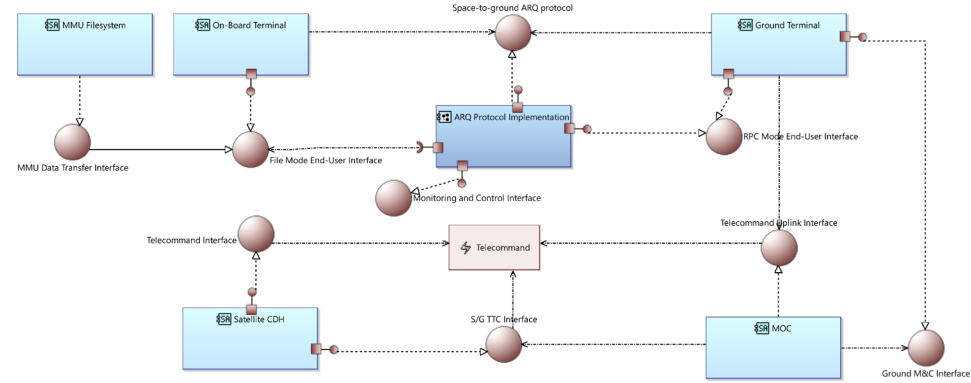 Space-to-ground ARQ protocol
MMU Filesystem
On-Board Terminal
Ground Terminal
ARQ Protocol Implementation
RPC Mode End-User Interface
File Mode End-User Interface
MMU Data Transfer Interface
Monitoring and Control Interface
Telecommand Uplink Interface
Telecommand Interface
Telecommand
S/G TTC Interface
Satellite CDH
MOC
Ground M&C Interface